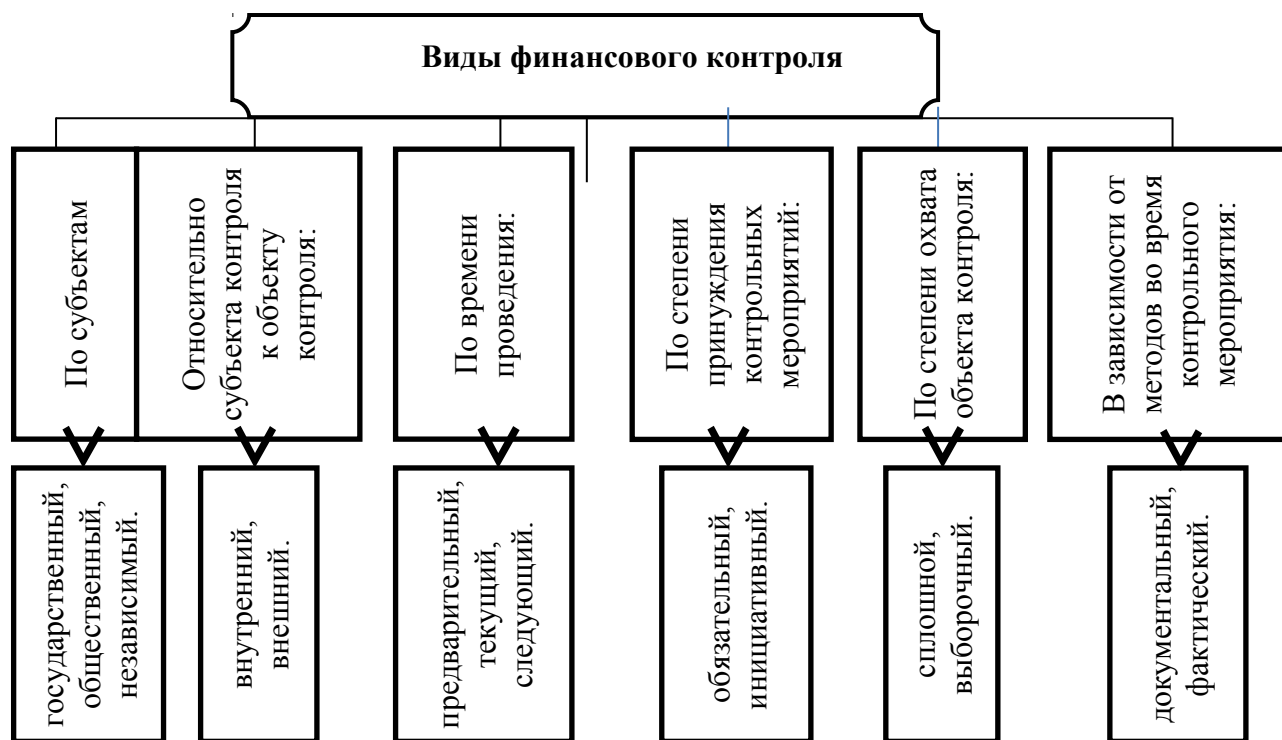 Виды финансового контроля
По субъектам
Относительно
субъекта контроля
к объекту
контроля:
По времени
проведения:
По степени
принуждения
контрольных
мероприятий:
По степени охвата
объекта контроля:
В зависимости от
методов во время
контрольного
мероприятия:
государственный,
общественный,
независимый.
внутренний,
внешний.
предварительный,
текущий,
следующий.
обязательный,
инициативный.
сплошной,
выборочный.
документальный,
фактический.